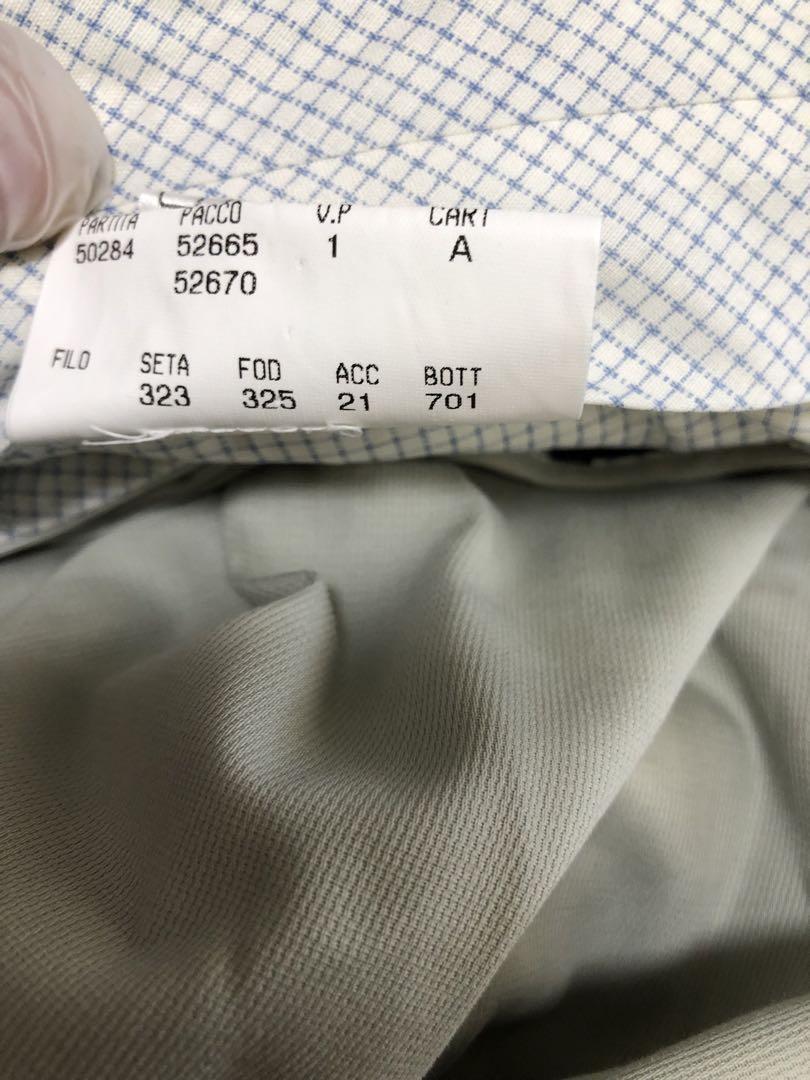 PARTITA PACCO V.P CART
50284 52665 1 A
52670
FILO SETA FOD ACC BOTT
323 325 21 701